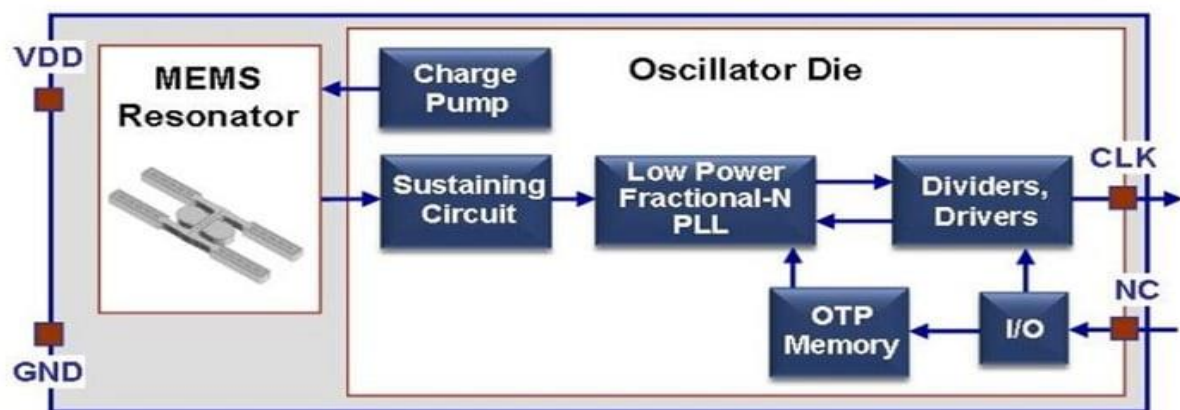 VDD
MEMS
Resonator
Charge
Pump
Oscillator Die
Sustaining
Circuit
Low Power
Fractional-N
PLL
Dividers,
Drivers
CLK
OTP
Memory
I/O
NC
GND